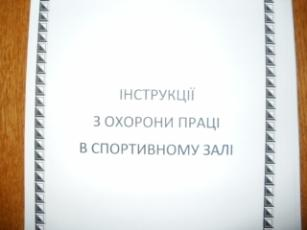 ІНСТРУКЦІЇ
З ОХОРОНИ ПРАЦІ
В СПОРТИВНОМУ ЗАЛІ